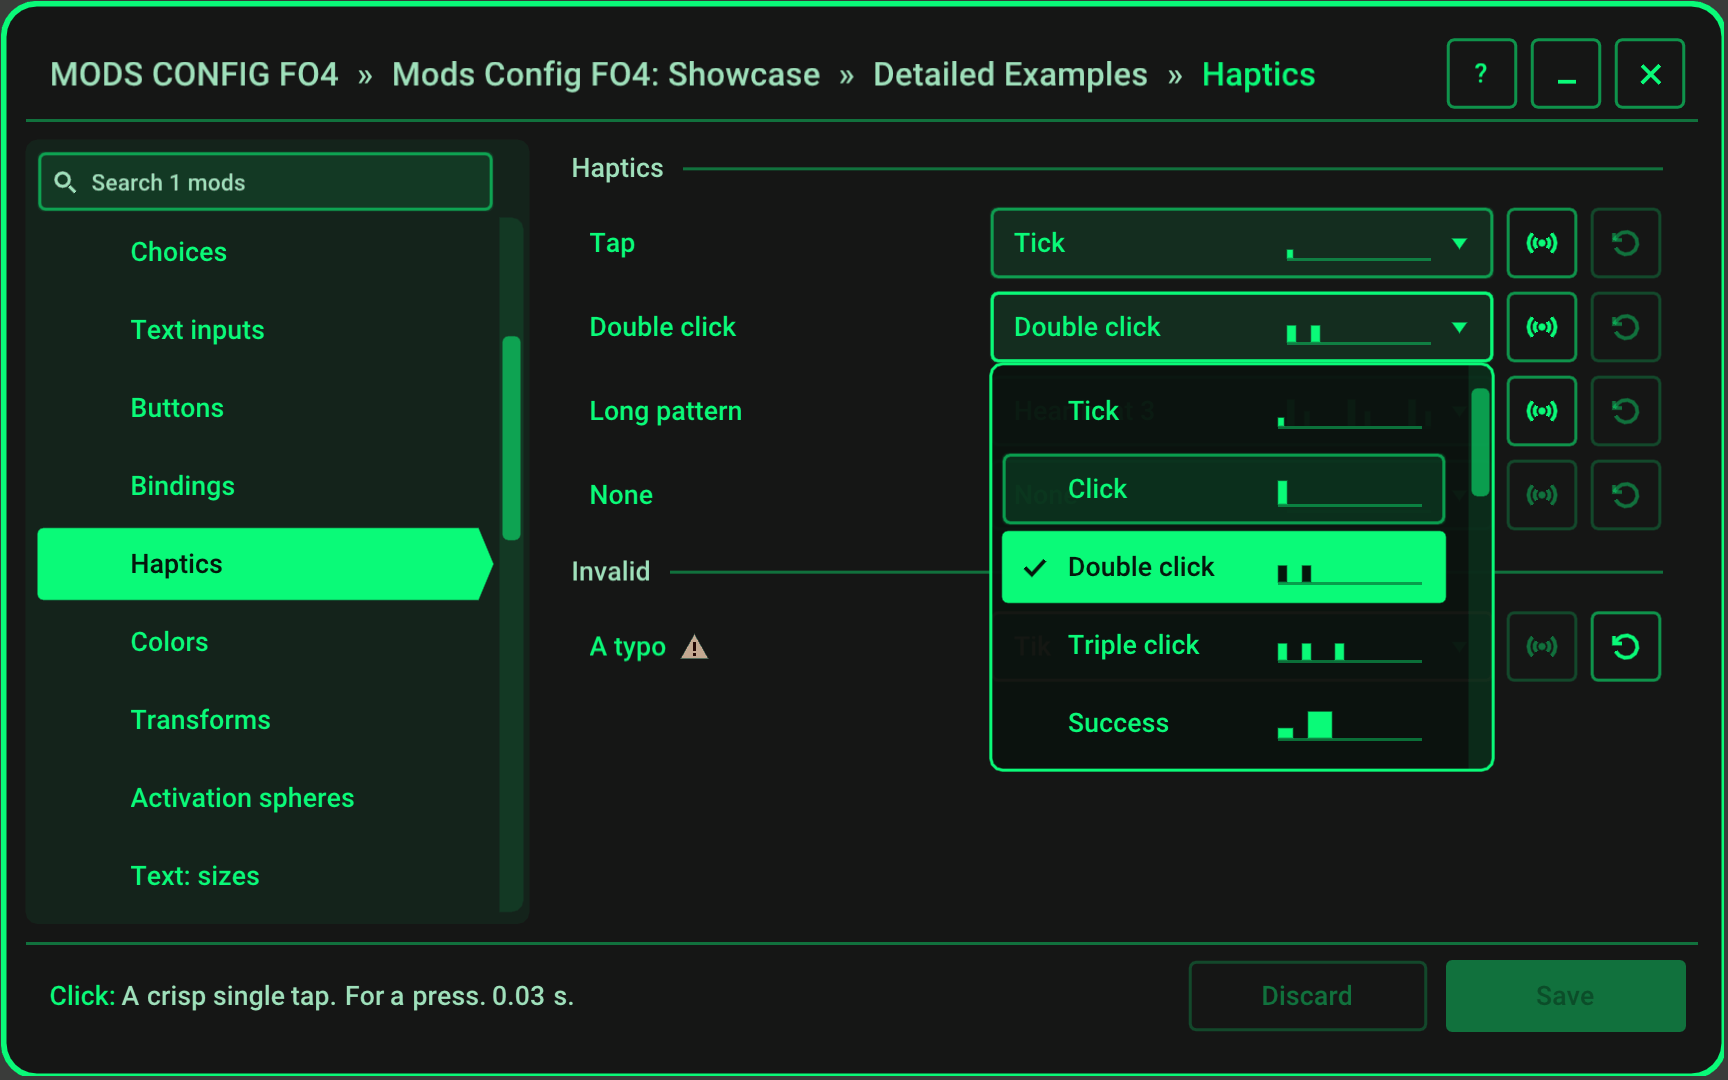 MODS CONFIG FO4 » Mods Config FO4: Showcase » Detailed Examples » Haptics
?
Search 1 mods
Choices
Text inputs
Buttons
Bindings
Haptics
Colors
Transforms
Activation spheres
Text: sizes
Haptics
Tap
Tick
Double click
Double click
Long pattern
None
Invalid
A typo
Tick
Click
Double click
Triple click
Success
Click: A crisp single tap. For a press. 0.03 s.
Discard
Save